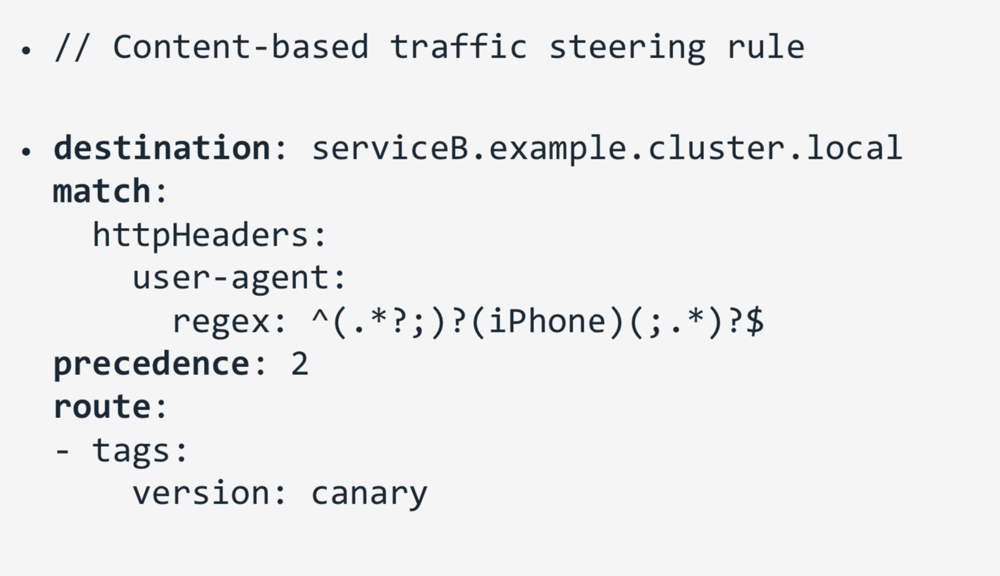 • // Content-based traffic steering rule
• destination: serviceB.example.cluster.local
match:
  httpHeaders:
    user-agent:
      regex: ^(.*?;)?(iPhone)(;.*)?$
precedence: 2
route:
- tags:
    version: canary